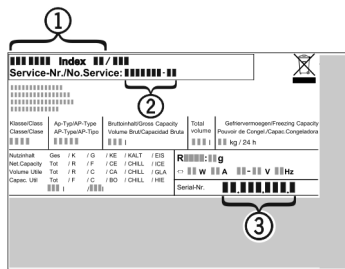 1
Index /
Service-Nr./No.Service: -
2
Klasse/Class Ap-Typ/AP-Type Bruttoinhalt/Gross Capacity Total Gefriervermoegen/Freezing Capacity
Classe/Clase AP-Type/AP-Tipo Volume Brut/Capacidad Bruta volume Pouvoir de Congel./Capac.Congeladora
l l kg / 24 h
Nutzinhalt Ges / K / G / KE / KALT / EIS R : g
Net.Capacity Tot / R / F / CE / CHILL / ICE
Volume Utile Tot / R / C / CA / CHILL / GLA W A - V Hz
Capac. Util Tot / F / C / BO / CHILL / HIE
l / l Serial-Nr.
3